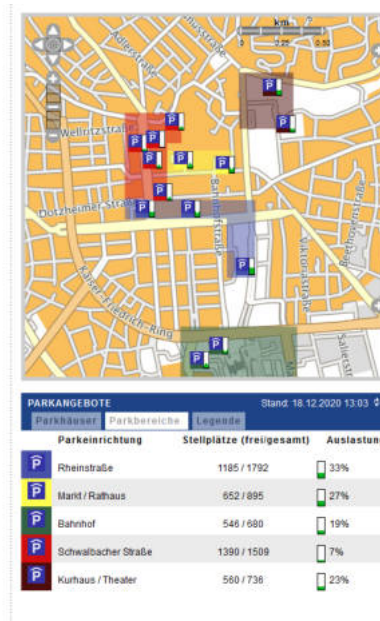 km
0 0.25 0.50
Adlerstraße
Wellritzstraße
Dotzheimer Straße
Bahnhofstraße
Viktoriastraße
Beethovenstraße
Kaiser-Friedrich-Ring
PARKANGEBOTE Stand: 18.12.2020 13:03
Parkhäuser Parkbereiche Legende
Parkeinrichtung Stellplätze (frei/gesamt) Auslastung
P Rheinstraße 1185 / 1792 33%
P Markt / Rathaus 652 / 895 27%
P Bahnhof 546 / 680 19%
P Schwalbacher Straße 1390 / 1509 7%
P Kurhaus / Theater 560 / 736 23%